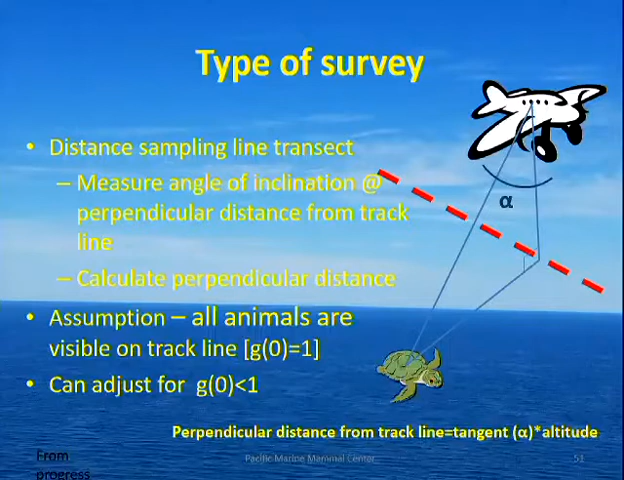 Type of survey
• Distance sampling line transect
– Measure angle of inclination @
perpendicular distance from track
line
– Calculate perpendicular distance
• Assumption – all animals are
visible on track line [g(0)=1]
• Can adjust for g(0)<1
α
Perpendicular distance from track line=tangent (α)*altitude
From
progress
Pacific Marine Mammal Center
51